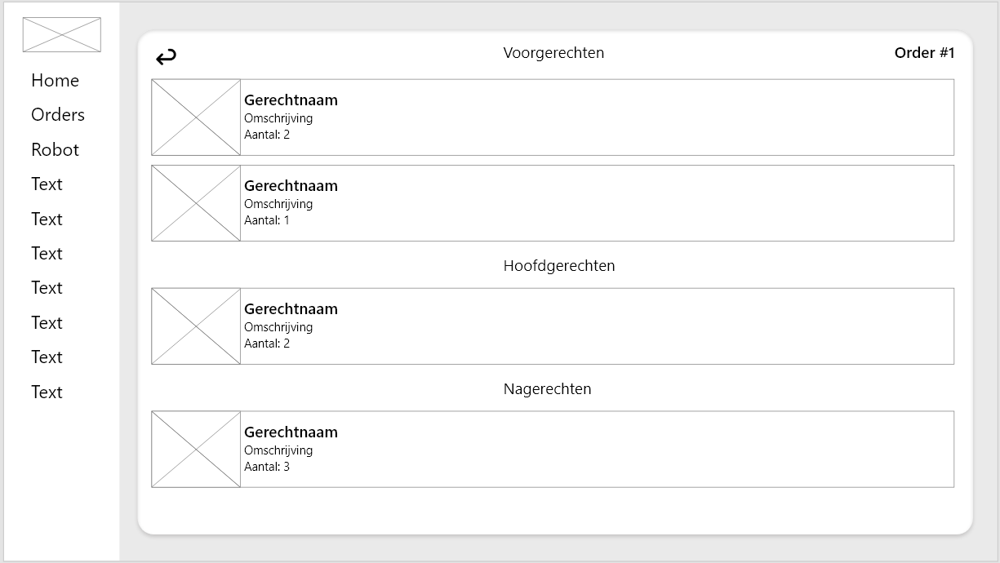 Home
Orders
Robot
Text
Text
Text
Text
Text
Text
Text
Voorgerechten
Order #1
Gerechtnaam
Omschrijving
Aantal: 2
Gerechtnaam
Omschrijving
Aantal: 1
Hoofdgerechten
Gerechtnaam
Omschrijving
Aantal: 2
Nagerechten
Gerechtnaam
Omschrijving
Aantal: 3